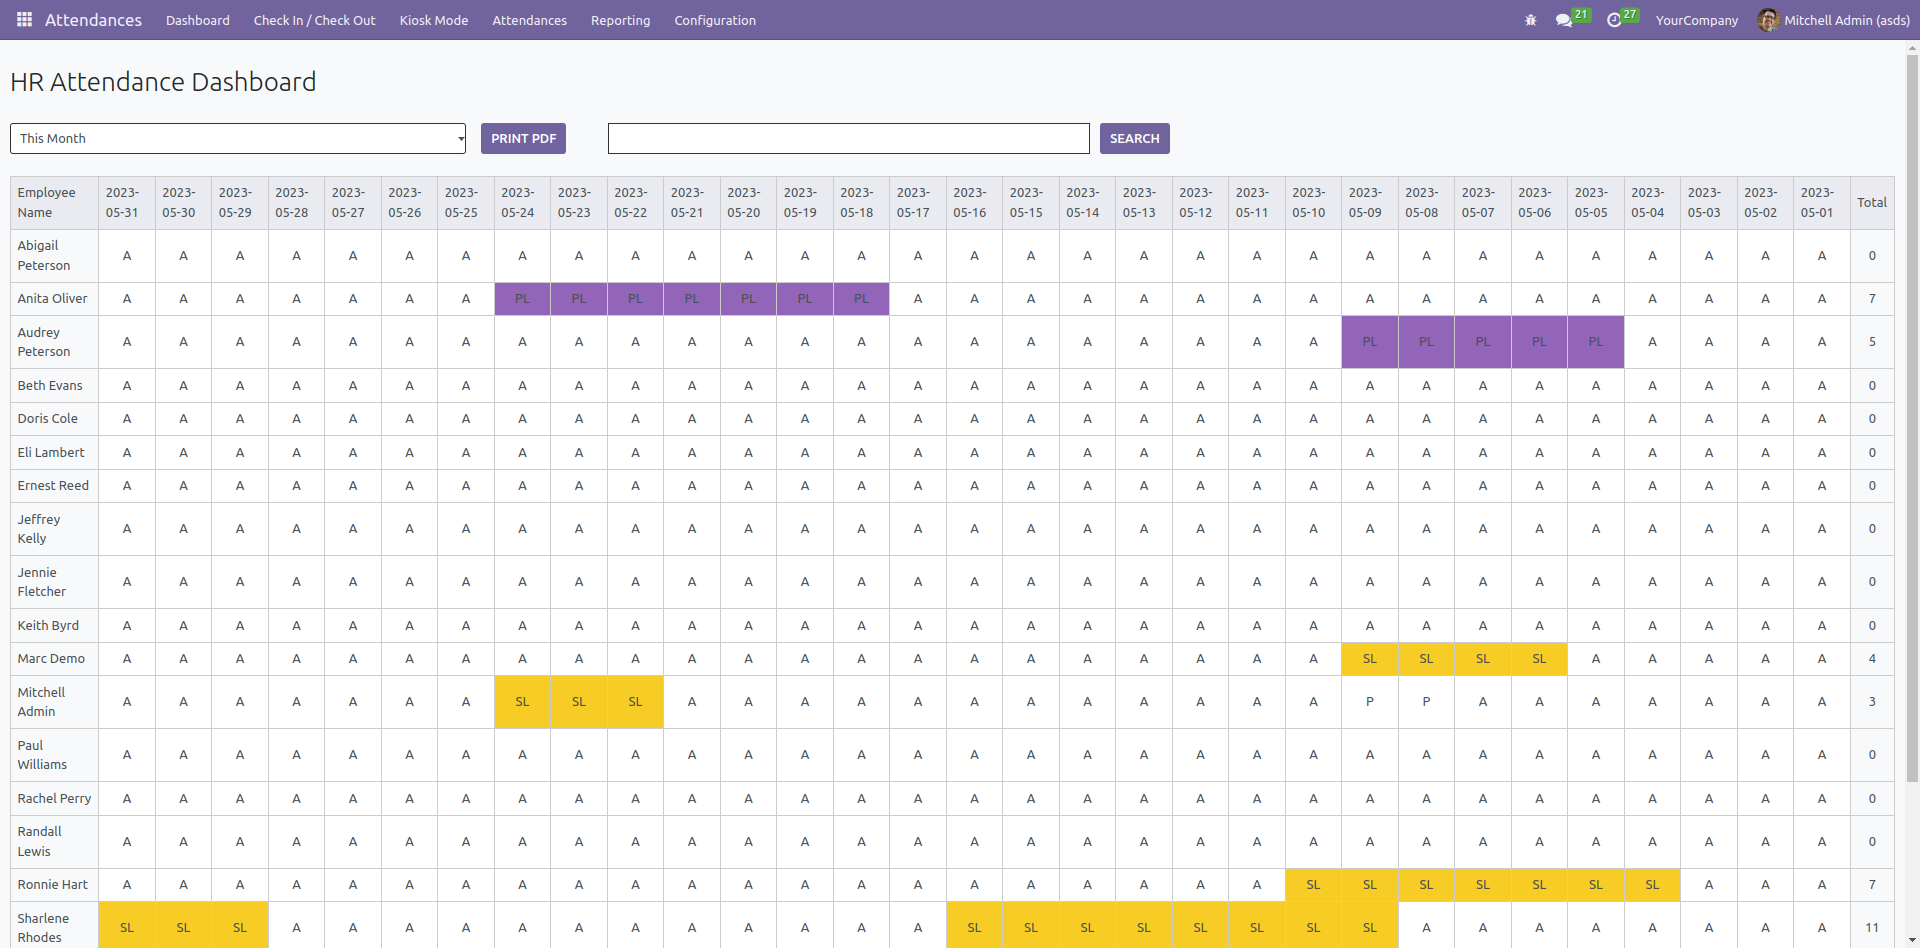 Attendances Dashboard Check In / Check Out Kiosk Mode Attendances Reporting Configuration 21 27 YourCompany Mitchell Admin (asds)
HR Attendance Dashboard
This Month PRINT PDF SEARCH
Employee 2023- 2023- 2023- 2023- 2023- 2023- 2023- 2023- 2023- 2023- 2023- 2023- 2023- 2023- 2023- 2023- 2023- 2023- 2023- 2023- 2023- 2023- 2023- 2023- 2023- 2023- 2023- 2023- 2023- 2023- 2023- Total
Name 05-31 05-30 05-29 05-28 05-27 05-26 05-25 05-24 05-23 05-22 05-21 05-20 05-19 05-18 05-17 05-16 05-15 05-14 05-13 05-12 05-11 05-10 05-09 05-08 05-07 05-06 05-05 05-04 05-03 05-02 05-01
Abigail
Peterson A A A A A A A A A A A A A A A A A A A A A A A A A A A A A A A 0
Anita Oliver A A A A A A A PL PL PL PL PL PL PL A A A A A A A A A A A A A A A A A 7
Audrey
Peterson A A A A A A A A A A A A A A A A A A A A A A PL PL PL PL PL A A A A 5
Beth Evans A A A A A A A A A A A A A A A A A A A A A A A A A A A A A A A 0
Doris Cole A A A A A A A A A A A A A A A A A A A A A A A A A A A A A A A 0
Eli Lambert A A A A A A A A A A A A A A A A A A A A A A A A A A A A A A A 0
Ernest Reed A A A A A A A A A A A A A A A A A A A A A A A A A A A A A A A 0
Jeffrey
Kelly A A A A A A A A A A A A A A A A A A A A A A A A A A A A A A A 0
Jennie
Fletcher A A A A A A A A A A A A A A A A A A A A A A A A A A A A A A A 0
Keith Byrd A A A A A A A A A A A A A A A A A A A A A A A A A A A A A A A 0
Marc Demo A A A A A A A A A A A A A A A A A A A A A A SL SL SL SL A A A A A 4
Mitchell
Admin A A A A A A A SL SL SL A A A A A A A A A A A A P P A A A A A A A 3
Paul
Williams A A A A A A A A A A A A A A A A A A A A A A A A A A A A A A A 0
Rachel Perry A A A A A A A A A A A A A A A A A A A A A A A A A A A A A A A 0
Randall
Lewis A A A A A A A A A A A A A A A A A A A A A A A A A A A A A A A 0
Ronnie Hart A A A A A A A A A A A A A A A A A A A A A SL SL SL SL SL SL SL A A A 7
Sharlene
Rhodes SL SL SL A A A A A A A A A A A A SL SL SL SL SL SL SL SL A A A A A A A A 11